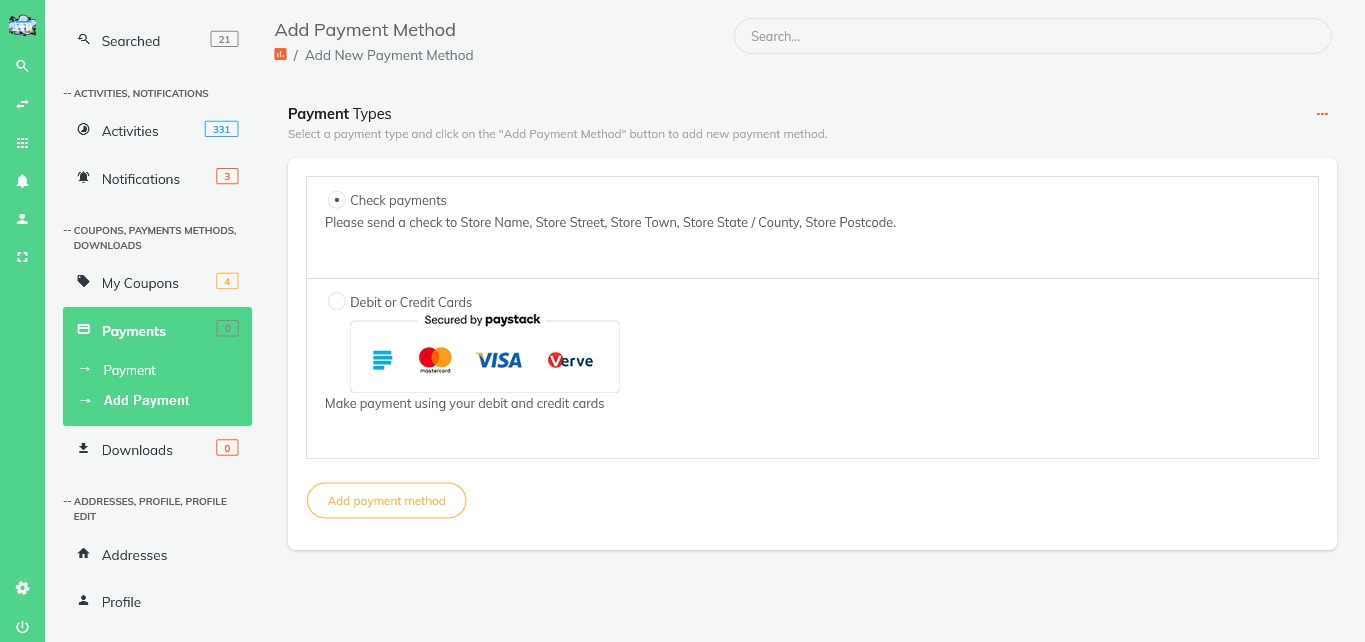 Searched
21
-- ACTIVITIES, NOTIFICATIONS
Activities
331
Notifications
3
-- COUPONS, PAYMENTS METHODS,
DOWNLOADS
My Coupons
4
Payments
0
Payment
Add Payment
Downloads
0
-- ADDRESSES, PROFILE, PROFILE
EDIT
Addresses
Profile
Add Payment Method
/ Add New Payment Method
Search...
Payment Types
Select a payment type and click on the "Add Payment Method" button to add new payment method.
Check payments
Please send a check to Store Name, Store Street, Store Town, Store State / County, Store Postcode.
Debit or Credit Cards
Secured by paystack
mastercard
VISA
Verve
Make payment using your debit and credit cards
Add payment method